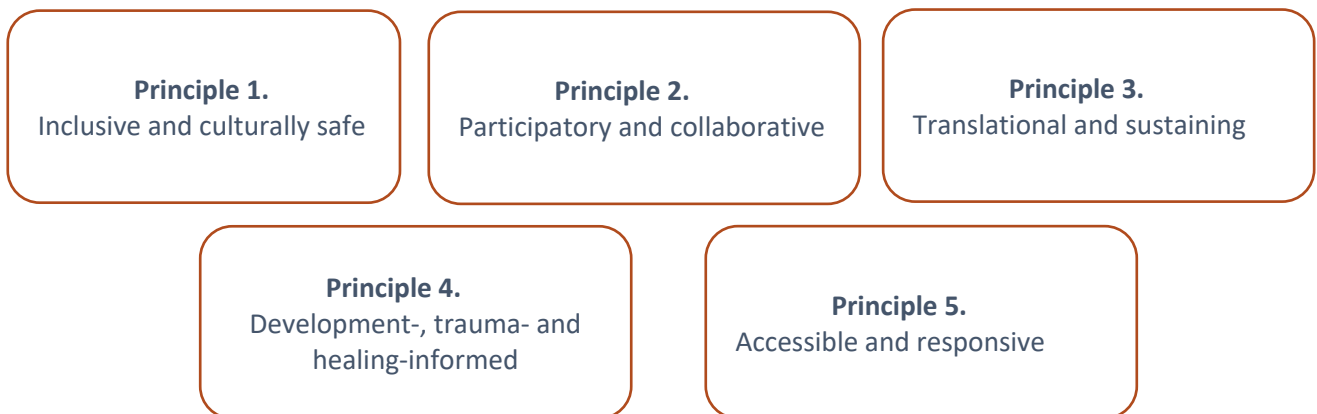 Principle 1.
Inclusive and culturally safe
Principle 2.
Participatory and collaborative
Principle 3.
Translational and sustaining
Principle 4.
Development-, trauma- and
healing-informed
Principle 5.
Accessible and responsive